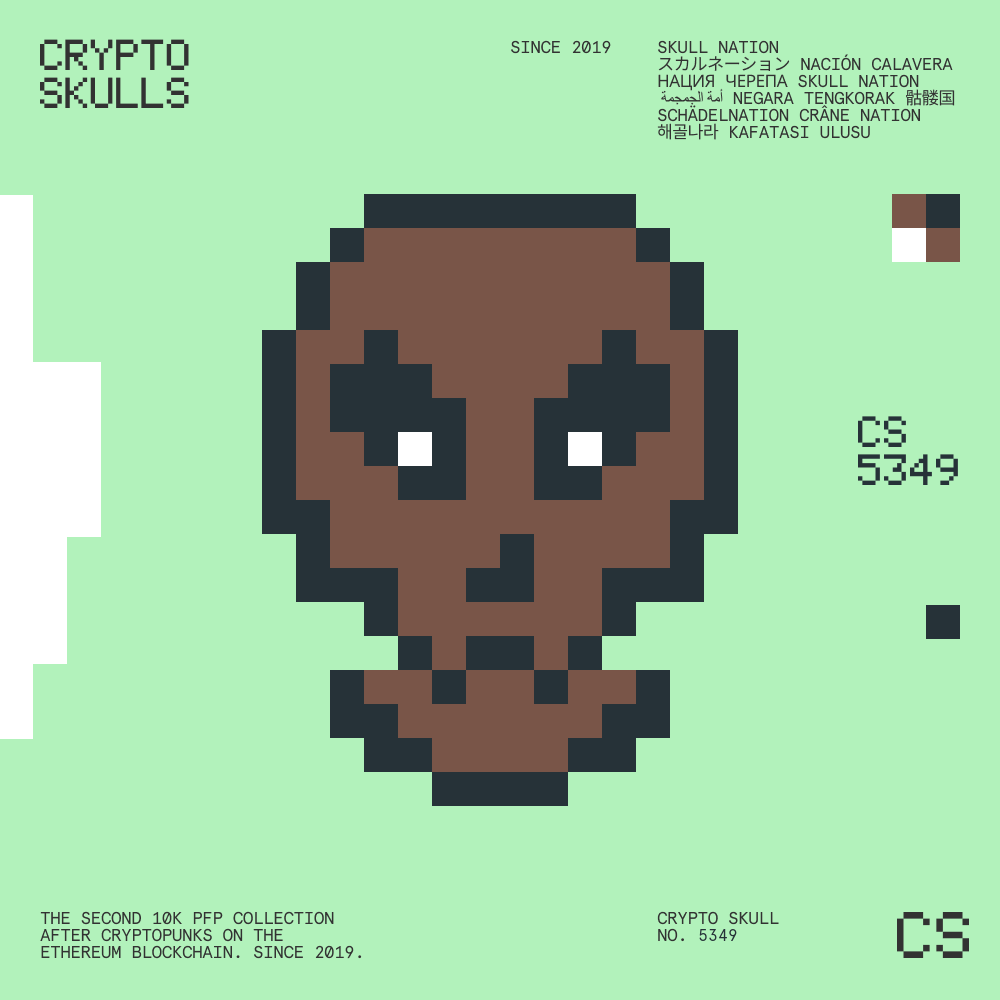 CRYPTO
SKULLS
SINCE 2019
SKULL NATION
スカルネーション NACIÓN CALAVERA
НАЦИЯ ЧЕРЕПА SKULL NATION
أمة الجمجمة NEGARA TENGKORAK 骷髅国
SCHÄDELNATION CRÂNE NATION
해골나라 KAFATASI ULUSU
CS
5349
THE SECOND 10K PFP COLLECTION
AFTER CRYPTOPUNKS ON THE
ETHEREUM BLOCKCHAIN. SINCE 2019.
CRYPTO SKULL
NO. 5349
CS